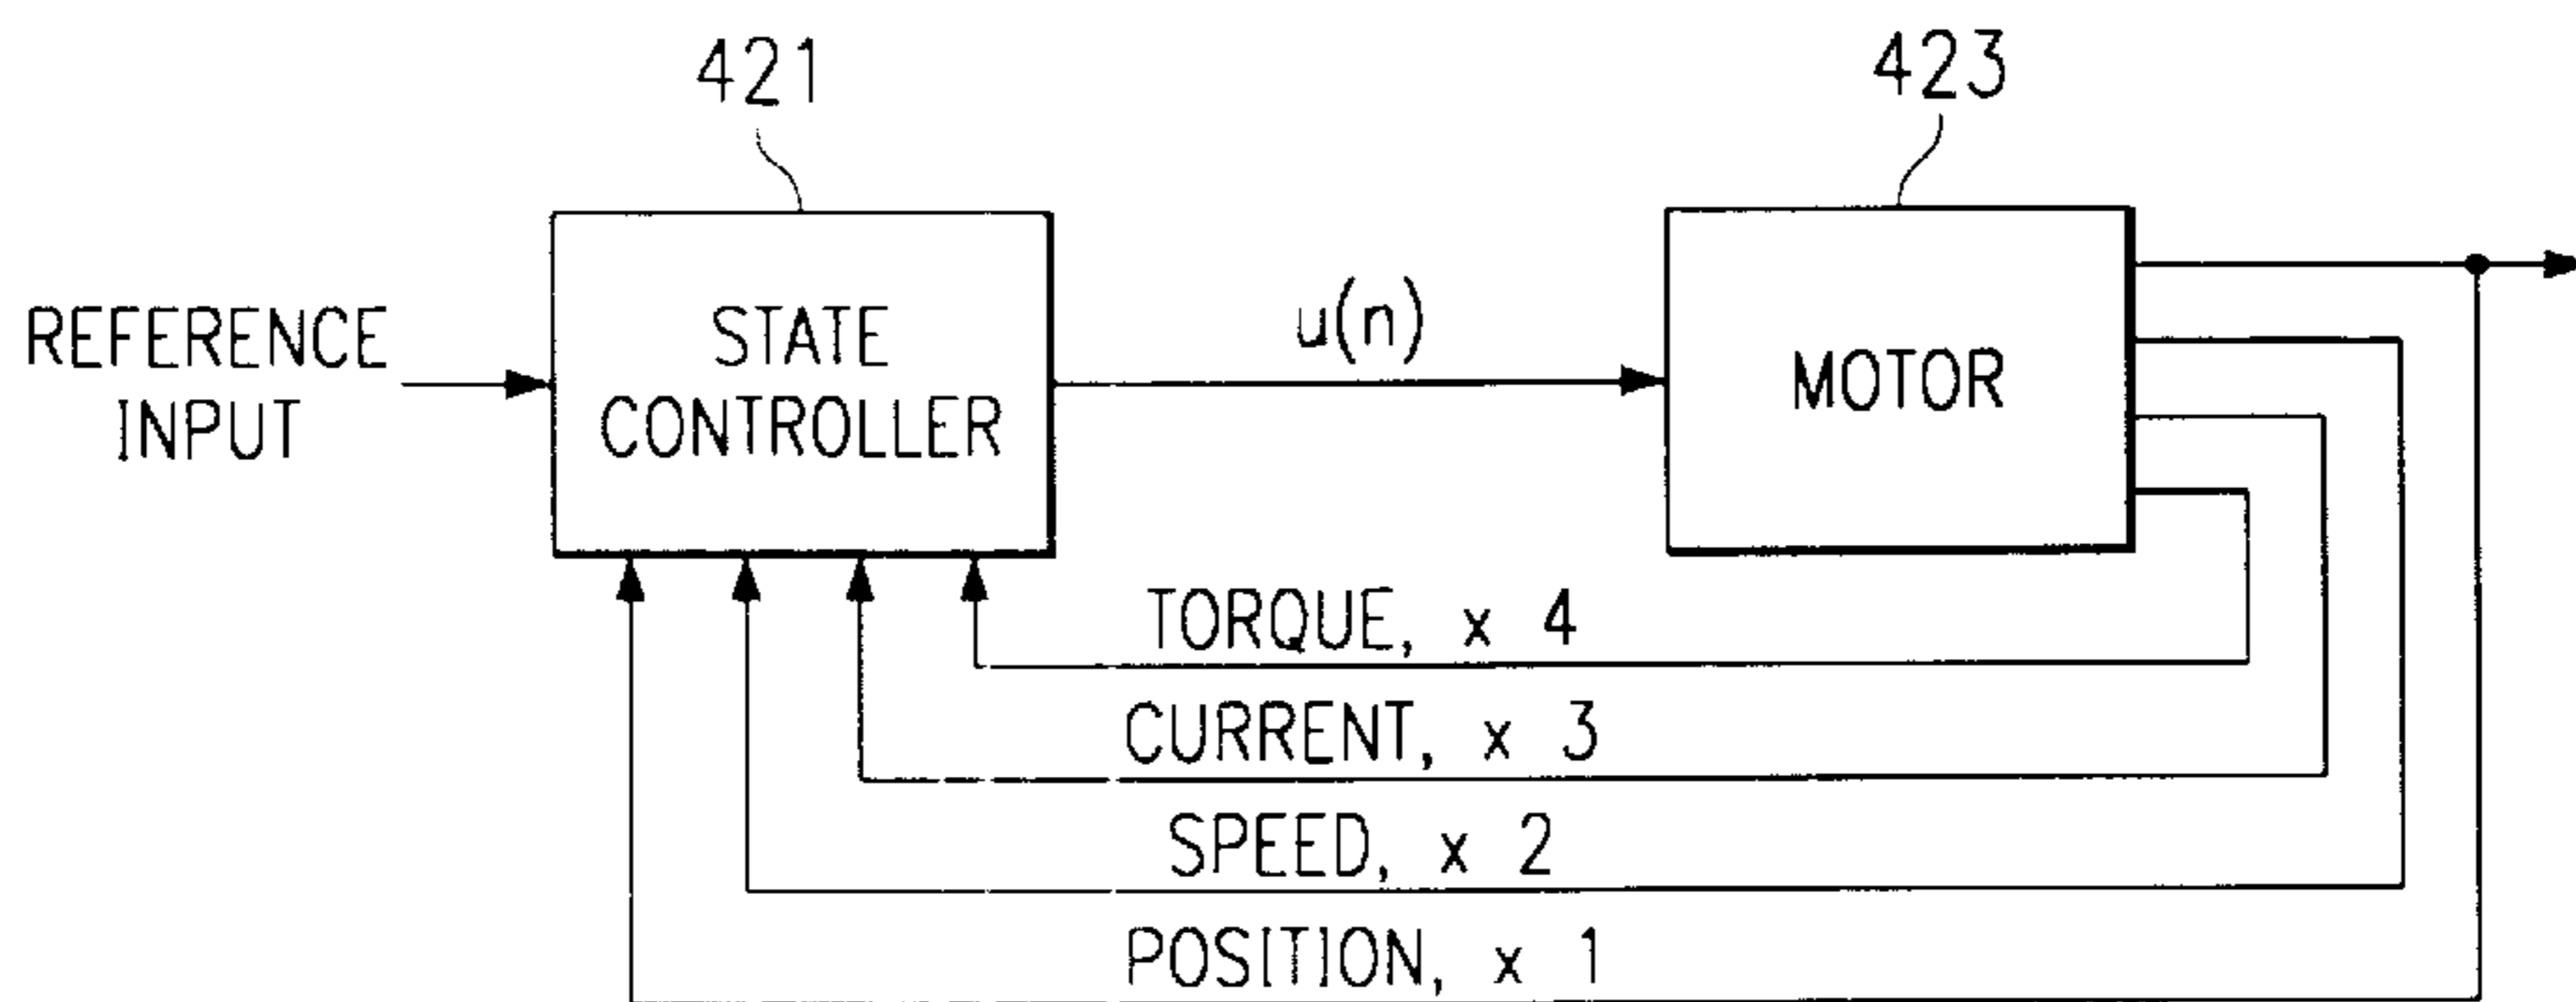 421
423
REFERENCE
INPUT
STATE
CONTROLLER
u(n)
MOTOR
TORQUE, x 4
CURRENT, x 3
SPEED, x 2
POSITION, x 1